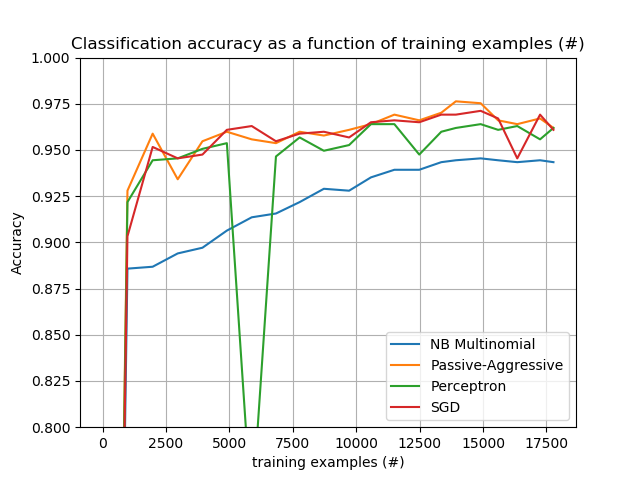 Classification accuracy as a function of training examples (#)
1.000
0.975
0.950
0.925
0.900
0.875
0.850
0.825
0.800
Accuracy
NB Multinomial
Passive-Aggressive
Perceptron
SGD
0 2500 5000 7500 10000 12500 15000 17500
training examples (#)